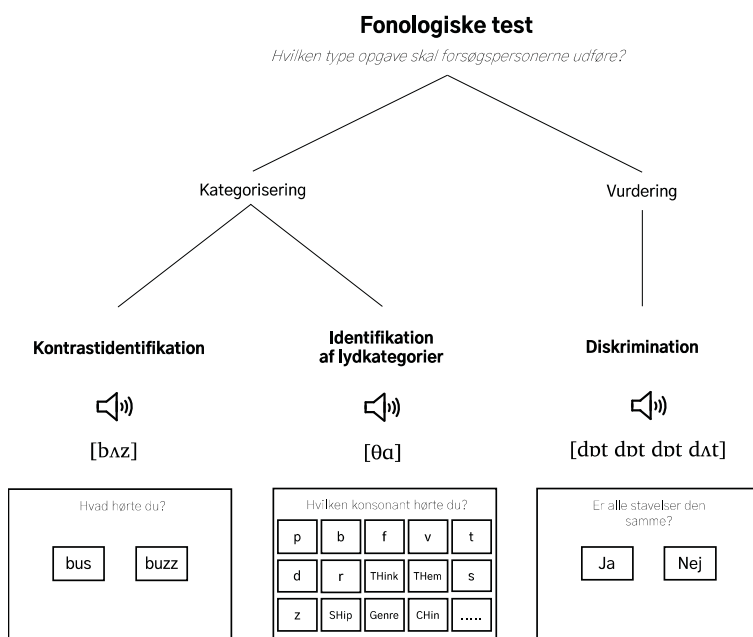 Fonologiske test
Hvilken type opgave skal forsøgspersonerne udføre?
Kategorisering
Vurdering
Kontrastidentifikation
Identifikation
af lydkategorier
Diskrimination
[bʌz]
[θɑ]
[dɒt dɒt dɒt dʌt]
Hvad hørte du?
bus buzz
Hvilken konsonant hørte du?
p b f v t
d r THink THem s
z SHip Genre CHin .....
Er alle stavelser den
samme?
Ja Nej